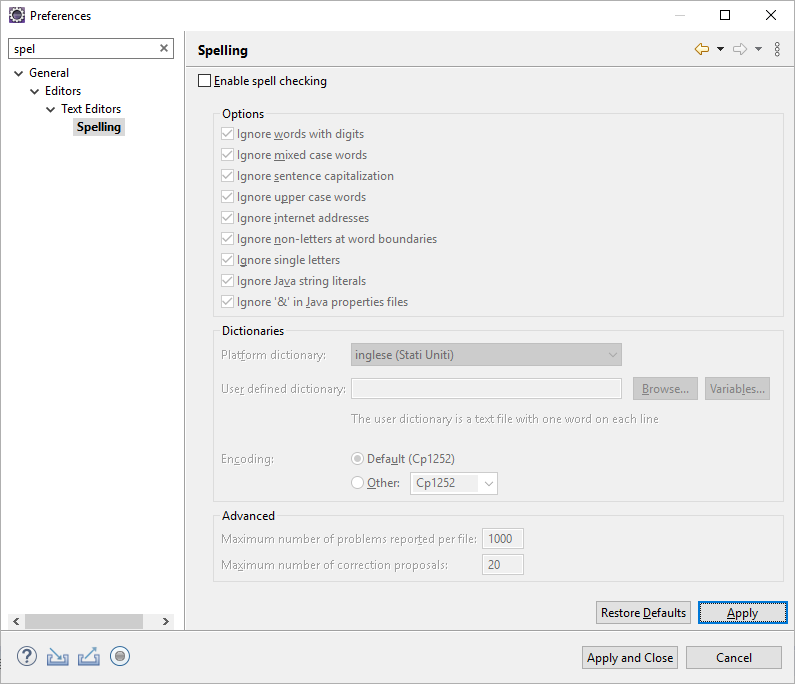 Preferences
spel
General
Editors
Text Editors
Spelling
Spelling
Enable spell checking
Options
Ignore words with digits
Ignore mixed case words
Ignore sentence capitalization
Ignore upper case words
Ignore internet addresses
Ignore non-letters at word boundaries
Ignore single letters
Ignore Java string literals
Ignore '&' in Java properties files
Dictionaries
Platform dictionary: inglese (Stati Uniti)
User defined dictionary: Browse... Variables...
The user dictionary is a text file with one word on each line
Encoding: Default (Cp1252)
Other: Cp1252
Advanced
Maximum number of problems reported per file: 1000
Maximum number of correction proposals: 20
Restore Defaults Apply
Apply and Close Cancel